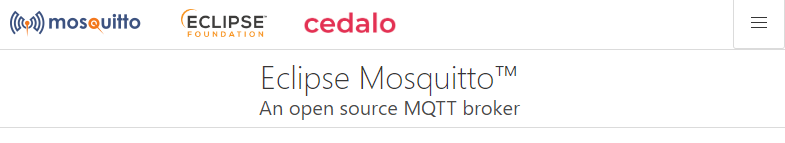 mosquitto ECLIPSE FOUNDATION cedalo
Eclipse Mosquitto™
An open source MQTT broker